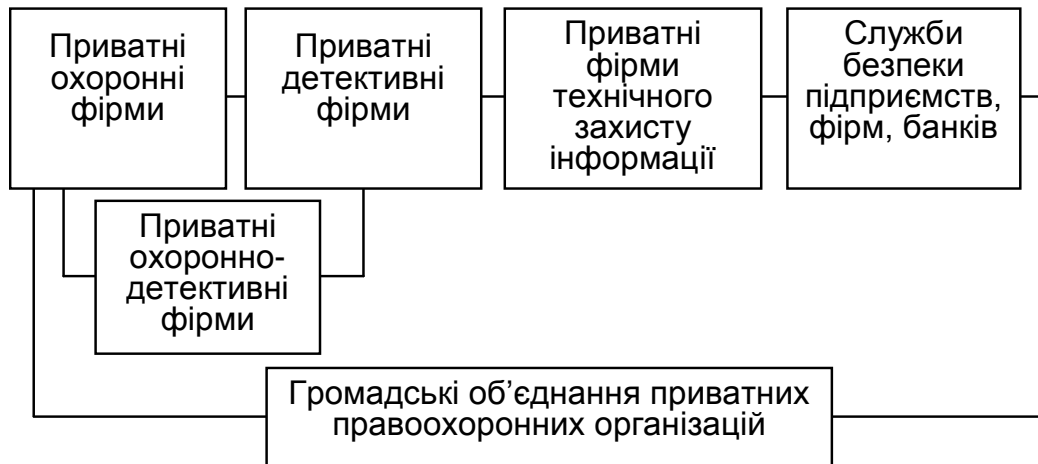 Приватні
охоронні
фірми
Приватні
детективні
фірми
Приватні
фірми
технічного
захисту
інформації
Служби
безпеки
підприємств,
фірм, банків
Приватні
охоронно-
детективні
фірми
Громадські об’єднання приватних
правоохоронних організацій